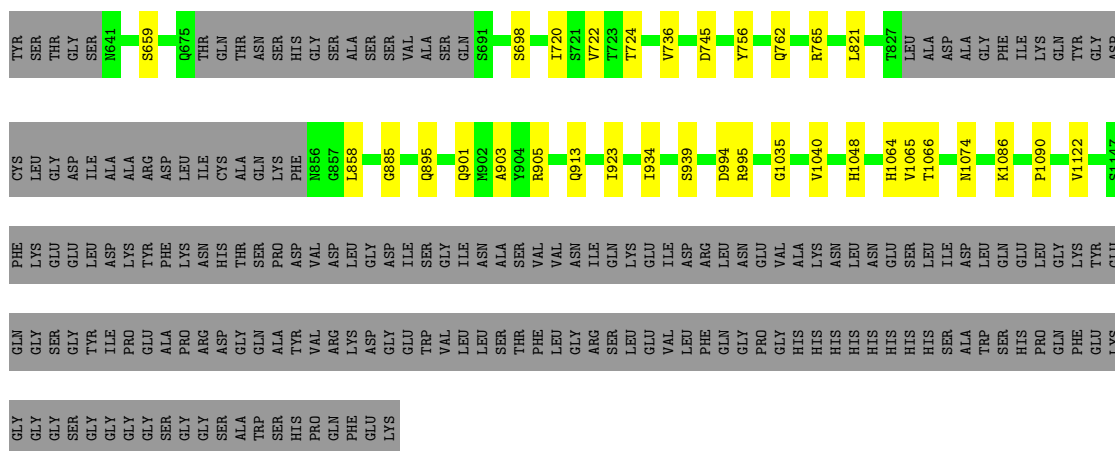 TYR SER THR GLY SER N641 S659 Q675 THR GLN THR ASN SER HIS GLY SER ALA SER SER VAL ALA SER GLN S691 S698 I720 S721 V722 T723 T724 V736 D745 Y756 Q762 R765 L821 T827 LEU ALA ASP ALA GLY PHE ILE LYS GLN TYR GLY ASP
CYS LEU GLY ASP ILE ALA ALA ARG ASP LEU ILE CYS ALA GLN LYS PHE N856 G857 L858 G885 Q895 Q901 M902 A903 Y904 R905 Q913 I923 I934 S939 D994 R995 G1035 V1040 H1048 H1064 V1065 T1066 N1074 K1086 P1090 V1122 S1147
PHE LYS GLU GLU LEU ASP LYS TYR PHE LYS ASN HIS THR SER PRO ASP VAL ASP LEU GLY ASP ILE SER GLY ILE ASN ALA SER VAL VAL ASN ILE GLN LYS GLU ILE ASP ARG LEU ASN GLU VAL ALA LYS ASN LEU ASN GLU SER LEU ILE ASP LEU GLN GLU LEU GLY LYS TYR GLU
GLN GLY SER GLY TYR ILE PRO GLU ALA PRO ARG ASP GLY GLN ALA TYR VAL ARG LYS ASP GLY GLU TRP VAL LEU LEU SER THR PHE LEU GLY ARG SER LEU GLU VAL LEU PHE GLN GLY PRO GLY HIS HIS HIS HIS HIS HIS HIS HIS SER ALA TRP SER HIS PRO GLN PHE GLU LYS
GLY GLY GLY SER GLY GLY GLY GLY SER GLY GLY SER ALA TRP SER HIS PRO GLN PHE GLU LYS